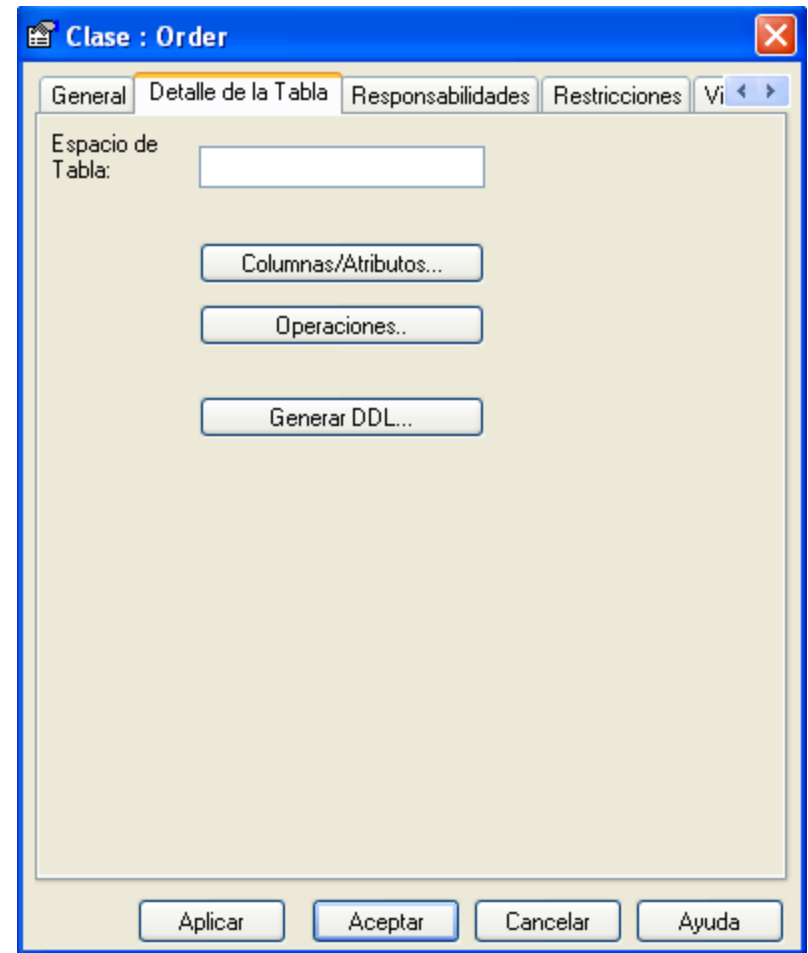 Clase : Order
General
Detalle de la Tabla
Responsabilidades
Restricciones
Vi
Espacio de
Tabla:
Columnas/Atributos...
Operaciones..
Generar DDL...
Aplicar
Aceptar
Cancelar
Ayuda